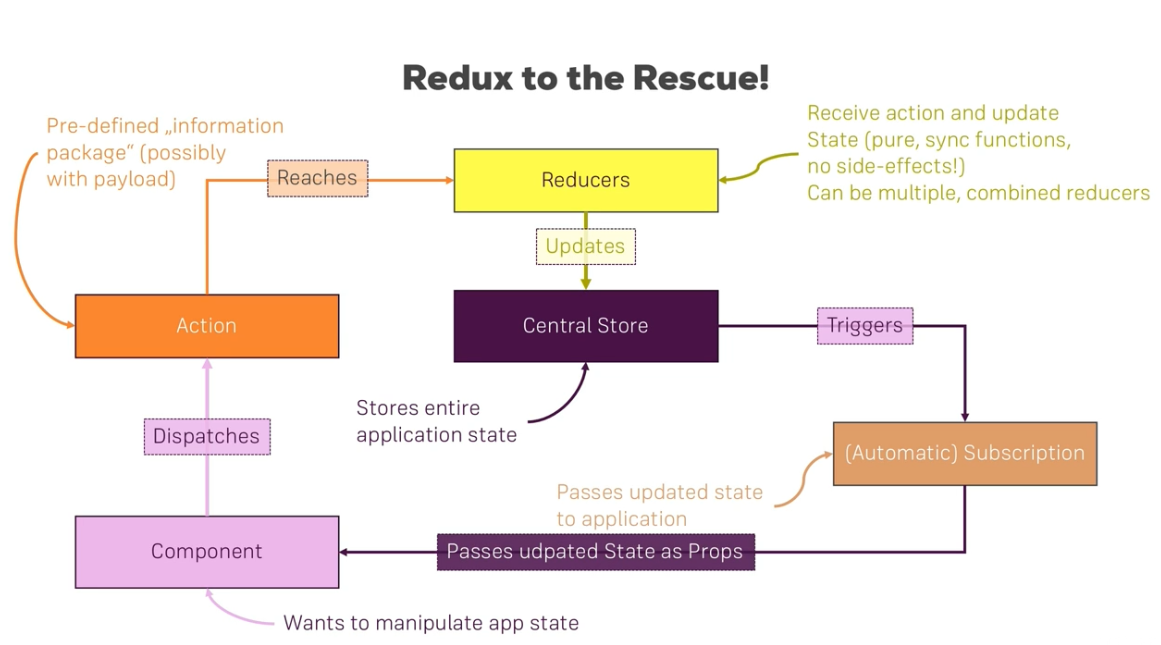 Redux to the Rescue!
Pre-defined „information
package“ (possibly
with payload)
Reaches
Reducers
Receive action and update
State (pure, sync functions,
no side-effects!)
Can be multiple, combined reducers
Updates
Action
Central Store
Triggers
Stores entire
application state
Dispatches
(Automatic) Subscription
Passes updated state
to application
Component
Passes udpated State as Props
Wants to manipulate app state